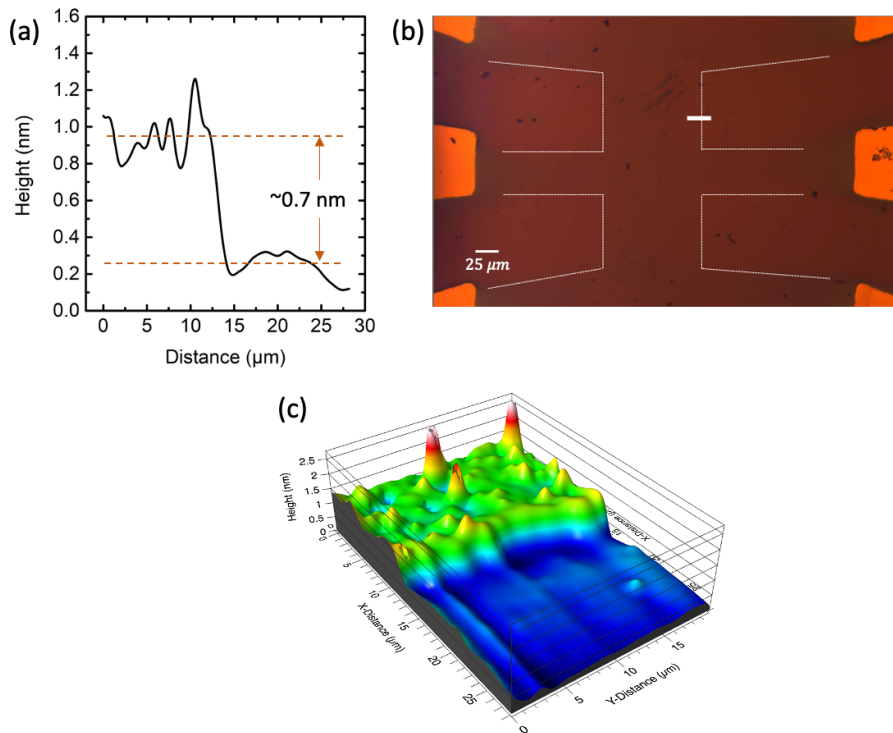 (a)
1.6
1.4
1.2
1.0
0.8
0.6
0.4
0.2
0.0
Height (nm)
~0.7 nm
0 5 10 15 20 25 30
Distance (μm)
(b)
25 μm
(c)
2.5
2
1.5
1
0.5
0
Height (nm)
0
5
10
15
20
25
X-Distance (μm)
0
5
10
15
Y-Distance (μm)